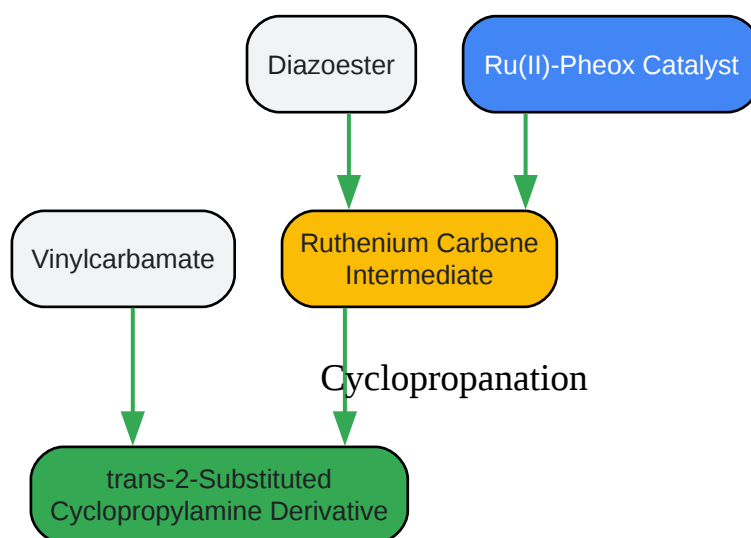 Diazoester
Ru(II)-Pheox Catalyst
Vinylcarbamate
Ruthenium Carbene
Intermediate
Cyclopropanation
trans-2-Substituted
Cyclopropylamine Derivative